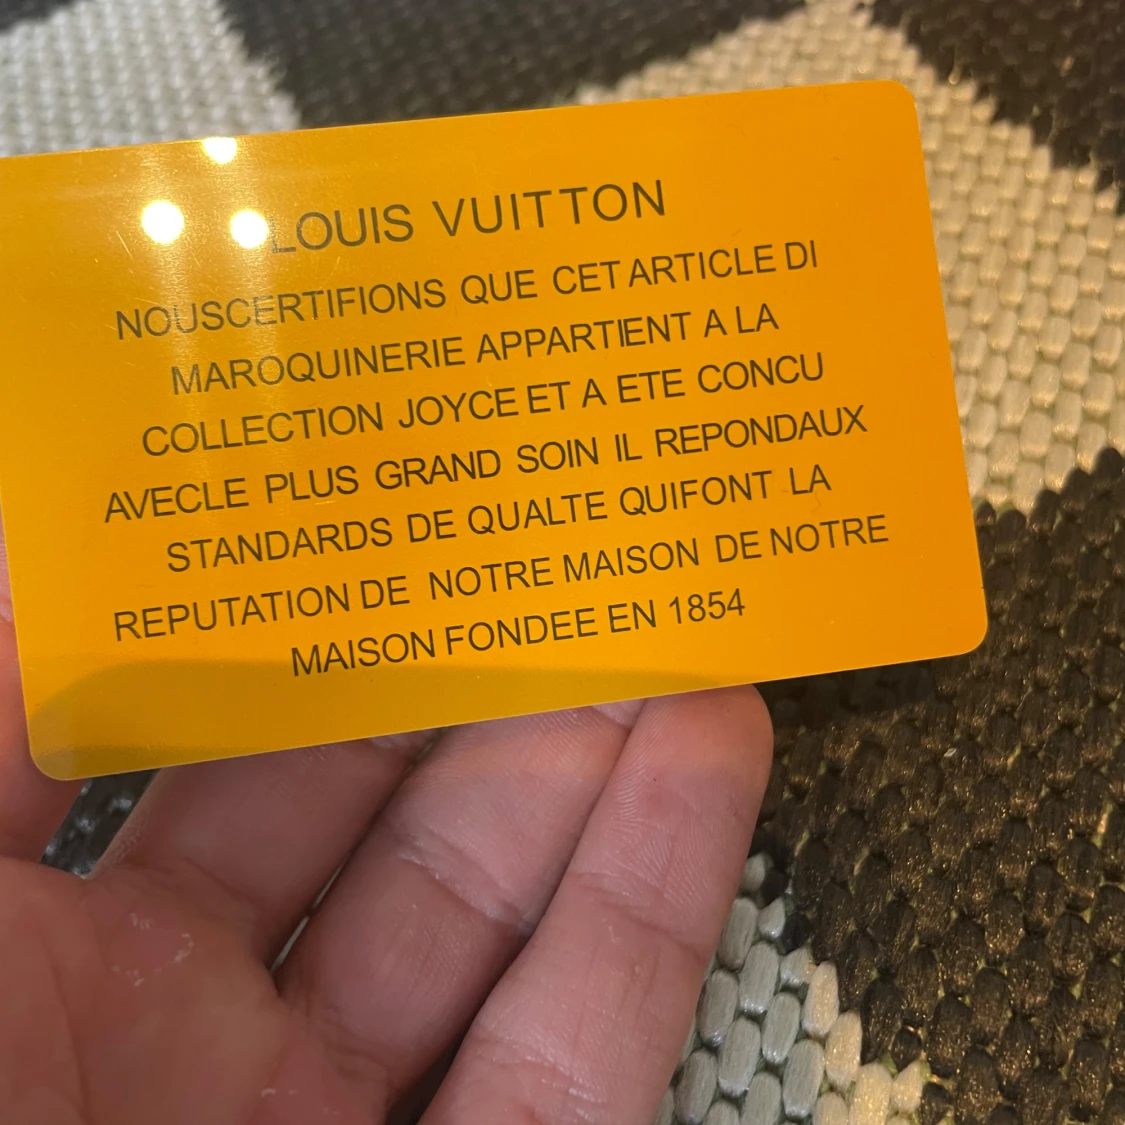 LOUIS VUITTON
NOUSCERTIFIONS QUE CET ARTICLE DI
MAROQUINERIE APPARTIENT A LA
COLLECTION JOYCE ET A ETE CONCU
AVECLE PLUS GRAND SOIN IL REPONDAUX
STANDARDS DE QUALTE QUIFONT LA
REPUTATION DE NOTRE MAISON DE NOTRE
MAISON FONDEE EN 1854